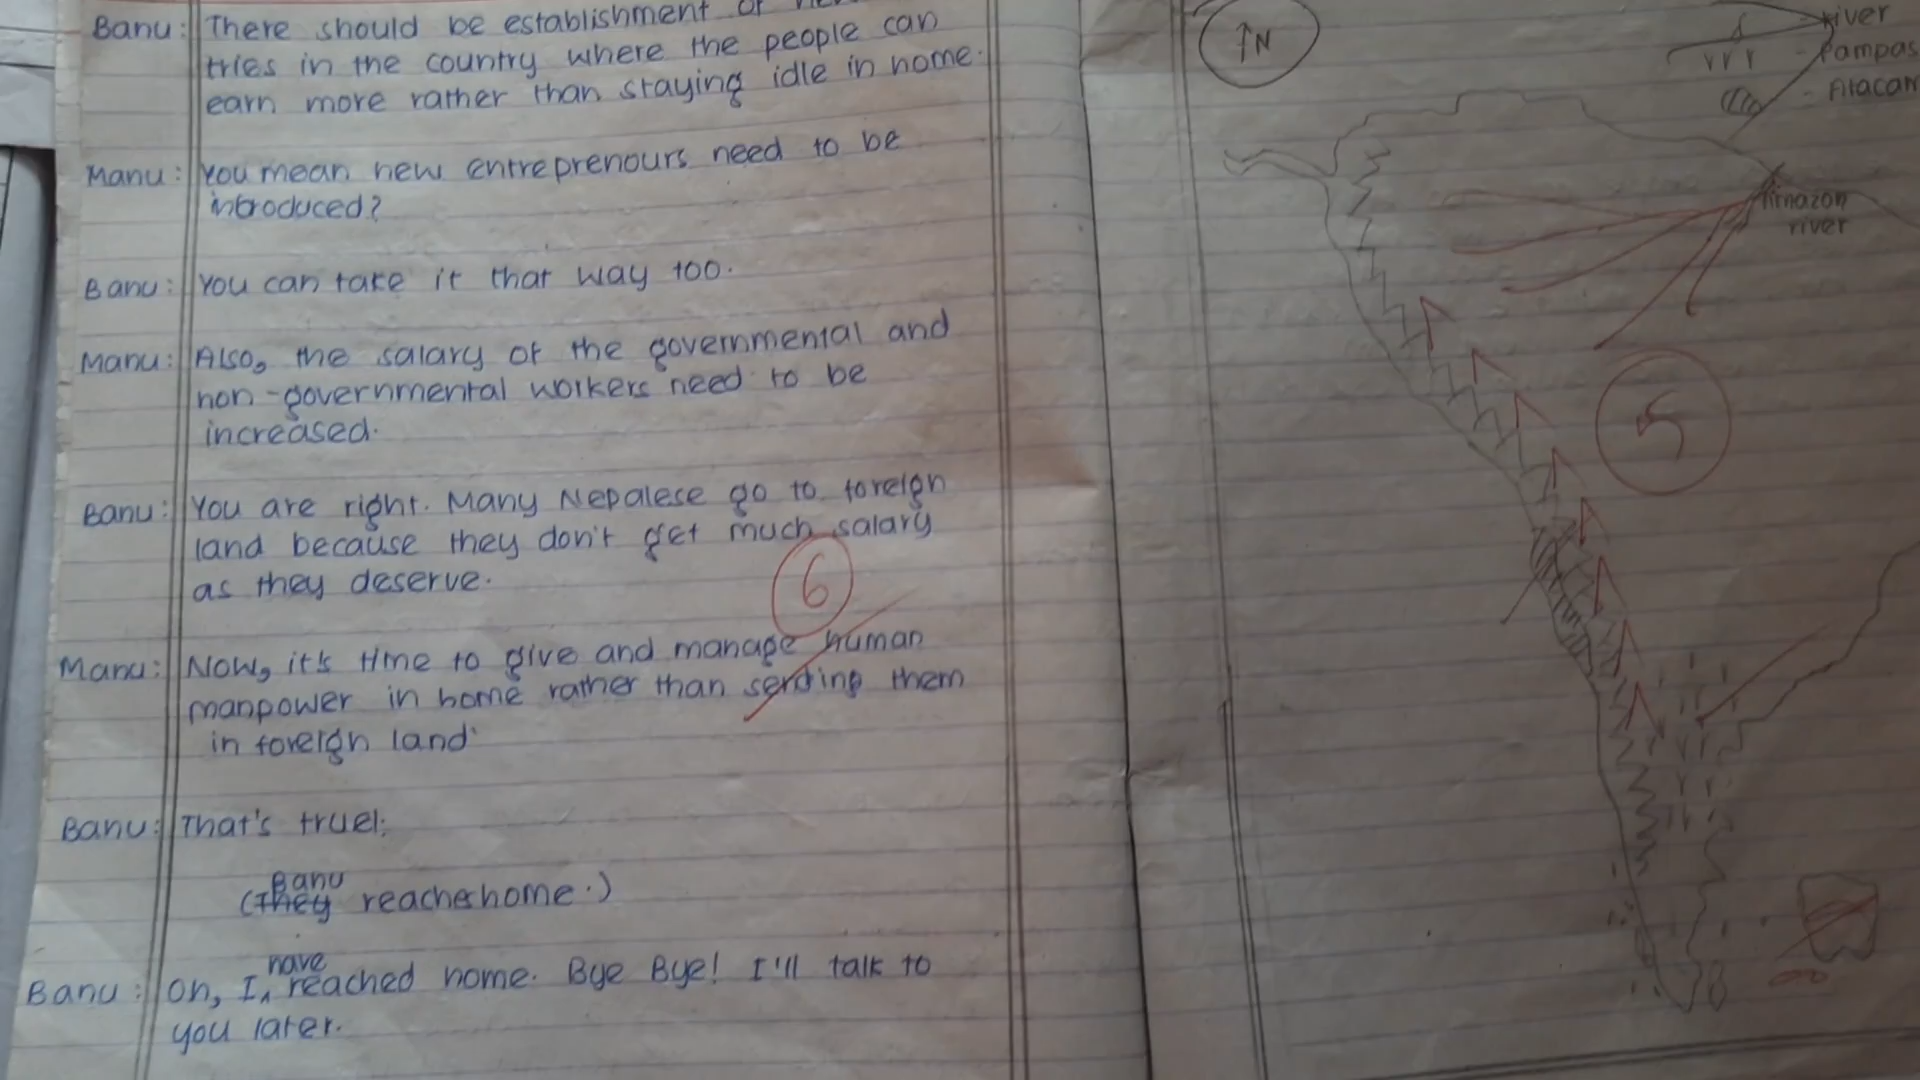 Banu: There should be establishment of
tries in the country where the people can
earn more rather than staying idle in home.
Manu: You mean new entreprenours need to be
introduced?
Banu: You can take it that way too.
Manu: Also, the salary of the governmental and
non-governmental workers need to be
increased.
Banu: You are right. Many Nepalese go to foreign
land because they don't get much salary
as they deserve.
6
Manu: Now, it's time to give and manage human
manpower in home rather than sending them
in foreign land.
Banu: That's true!.
Banu
(They reaches home.)
have
Banu: Oh, I ^ reached home. Bye Bye! I'll talk to
you later.
↑N
river
- Pampas
- Atacam
Amazon
river
5